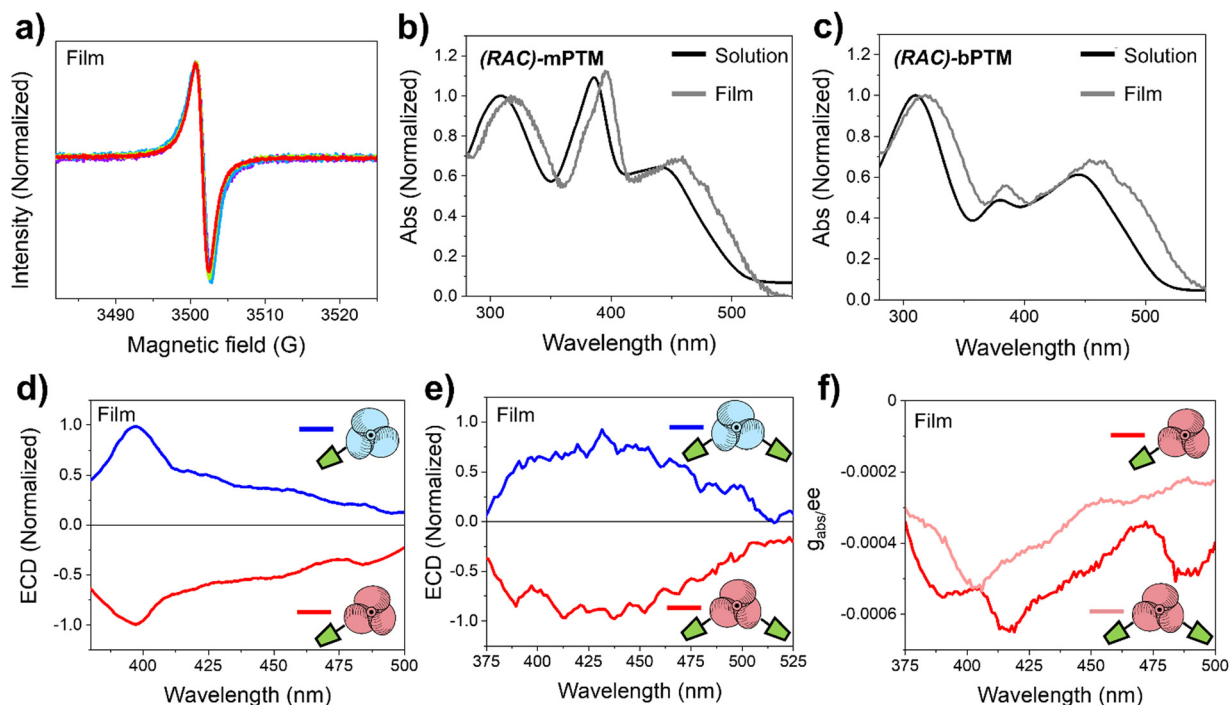 a)
Film
Intensity (Normalized)
3490 3500 3510 3520
Magnetic field (G)
b)
(RAC)-mPTM
Solution
Film
Abs (Normalized)
1.2
1.0
0.8
0.6
0.4
0.2
0.0
300 400 500
Wavelength (nm)
c)
(RAC)-bPTM
Solution
Film
Abs (Normalized)
1.2
1.0
0.8
0.6
0.4
0.2
0.0
300 400 500
Wavelength (nm)
d)
Film
ECD (Normalized)
1.0
0.5
0.0
-0.5
-1.0
400 425 450 475 500
Wavelength (nm)
e)
Film
ECD (Normalized)
1.0
0.5
0.0
-0.5
-1.0
375 400 425 450 475 500 525
Wavelength (nm)
f)
Film
gabs/ee
0
-0.0002
-0.0004
-0.0006
375 400 425 450 475 500
Wavelength (nm)